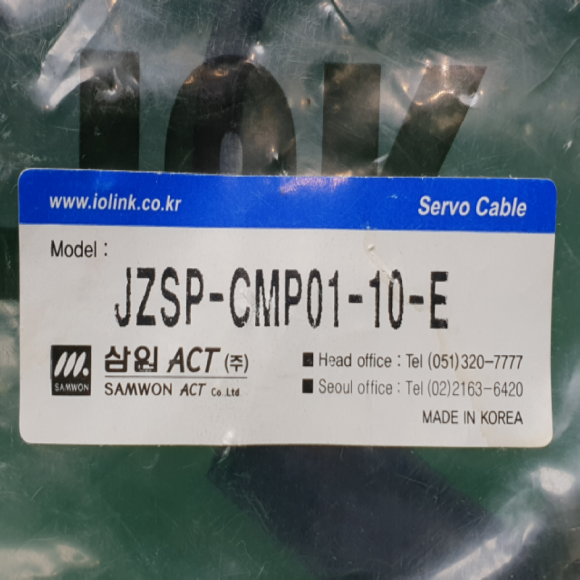 IOK
www.iolink.co.kr
Servo Cable
Model :
JZSP-CMP01-10-E
SAMWON
삼원 ACT (주)
SAMWON ACT Co.,Ltd
■ Head office : Tel (051)320-7777
■ Seoul office : Tel (02)2163-6420
MADE IN KOREA